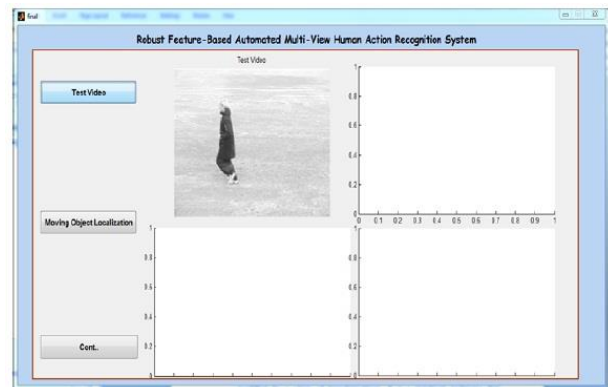 final
Robust Feature-Based Automated Multi-View Human Action Recognition System
Test Video
Test Video
1
0.8
0.6
0.4
0.2
0
0 0.1 0.2 0.3 0.4 0.5 0.6 0.7 0.8 0.9 1
Moving Object Localization
1
0.8
0.6
0.4
0.2
0
1
0.8
0.6
0.4
0.2
0
Cont..